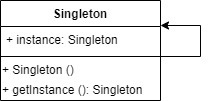 Singleton
+ instance: Singleton
+ Singleton ()
+ getInstance (): Singleton